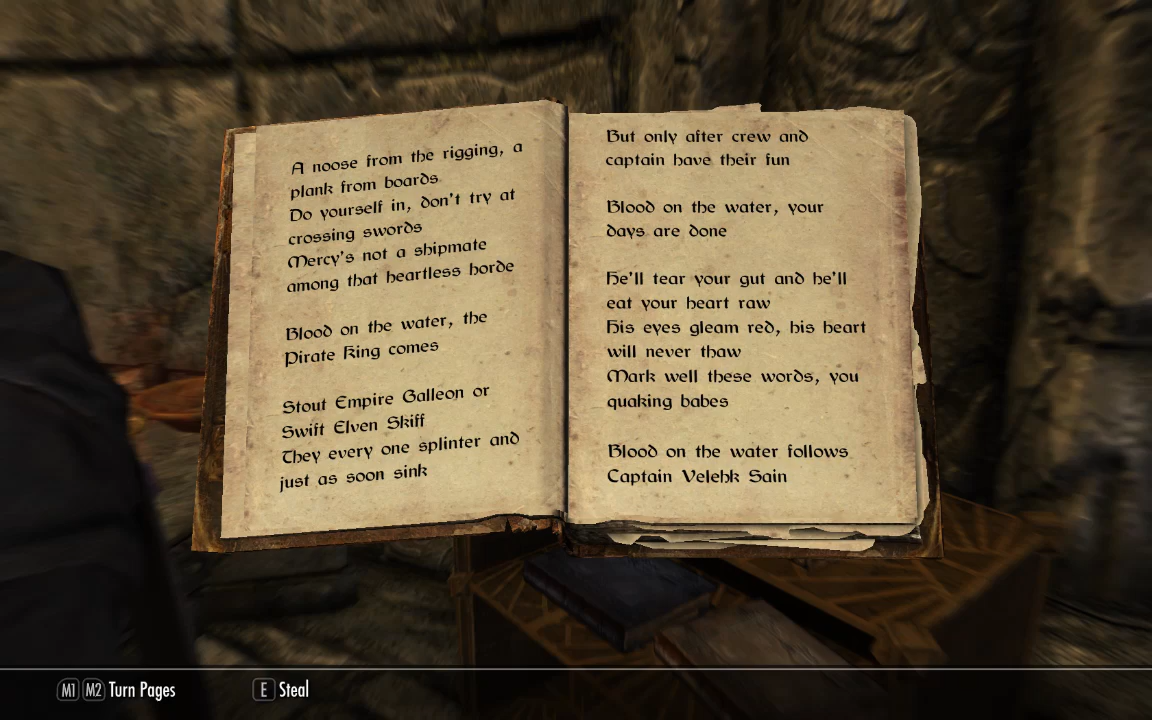 A noose from the rigging, a
plank from boards
Do yourself in, don't try at
crossing swords
Mercy's not a shipmate
among that heartless horde
Blood on the water, the
Pirate King comes
Stout Empire Galleon or
Swift Elven Skiff
They every one splinter and
just as soon sink
But only after crew and
captain have their fun
Blood on the water, your
days are done
He'll tear your gut and he'll
eat your heart raw
His eyes gleam red, his heart
will never thaw
Mark well these words, you
quaking babes
Blood on the water follows
Captain Velehk Sain
M1 M2 Turn Pages
E Steal